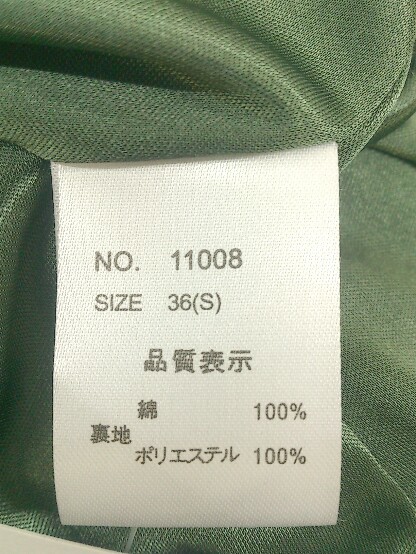 NO. 11008
SIZE 36(S)
品質表示
綿 100%
裏地
ポリエステル 100%